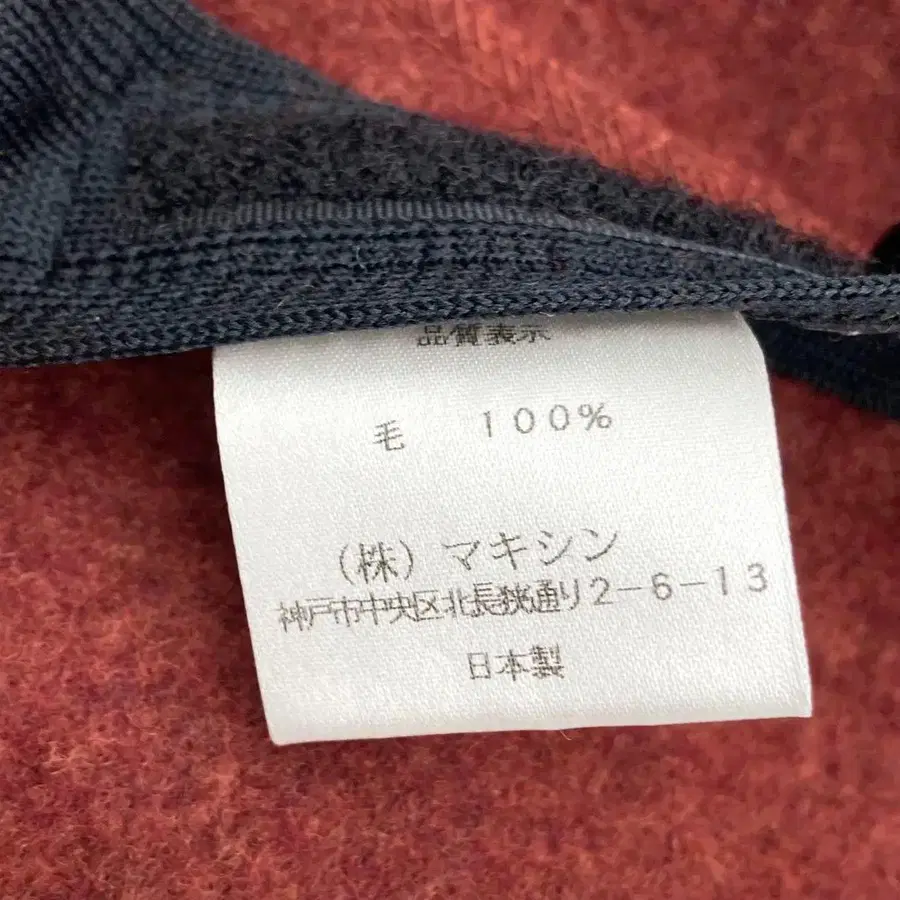 品質表示
毛 100%
(株)マキシン
神戸市中央区北長狭通り2-6-13
日本製